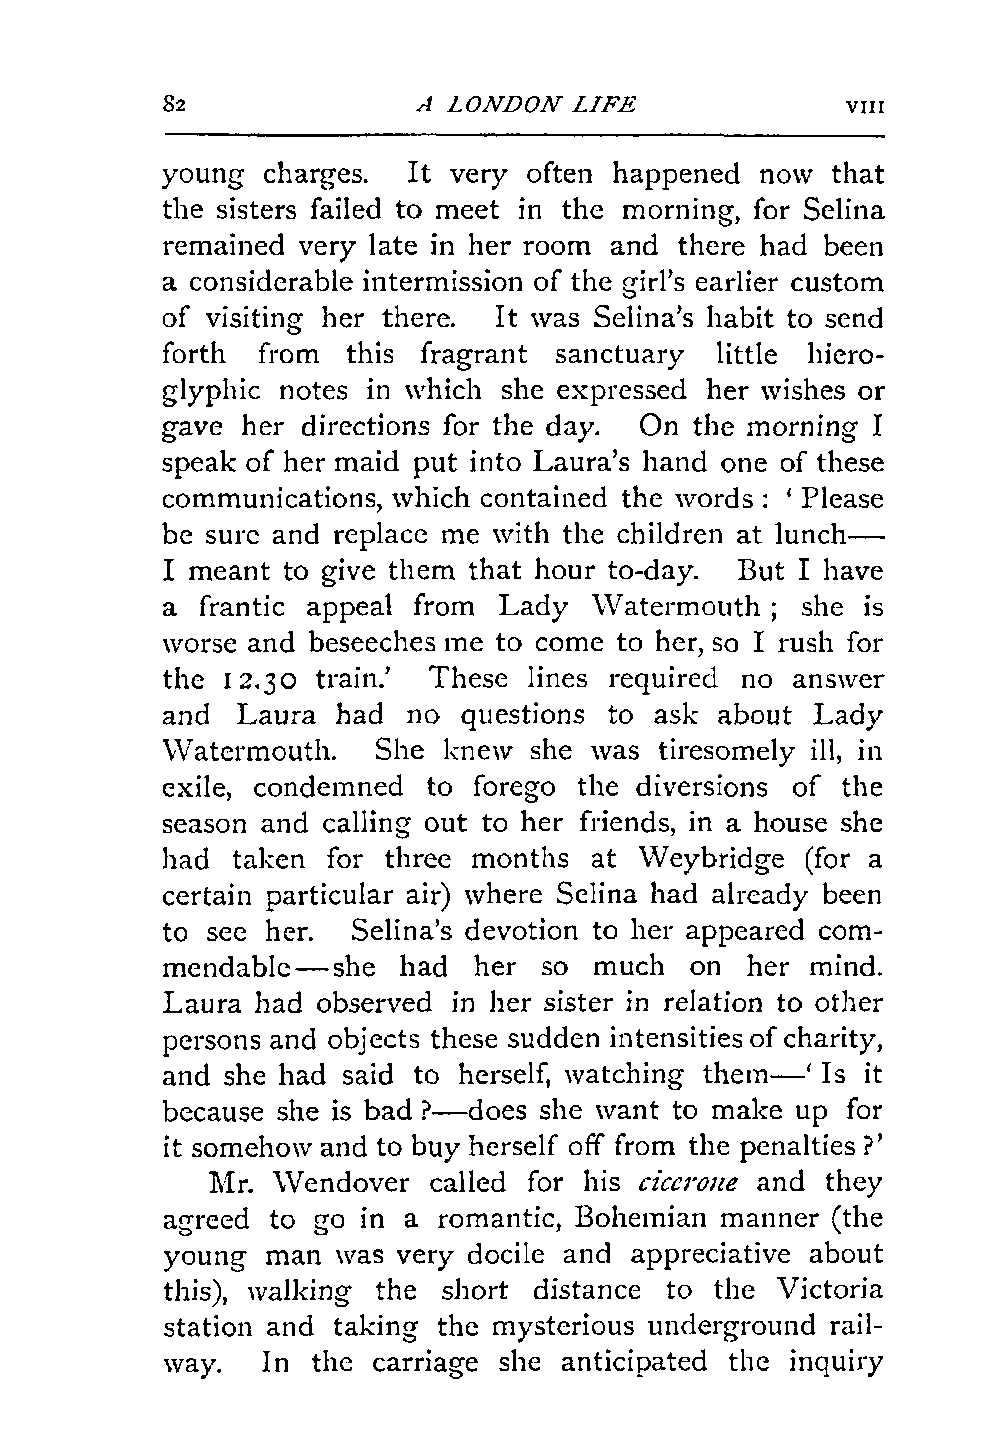 82 A LONDON LIFE VIII
young charges. It very often happened now that
the sisters failed to meet in the morning, for Selina
remained very late in her room and there had been
a considerable intermission of the girl's earlier custom
of visiting her there. It was Selina's habit to send
forth from this fragrant sanctuary little hiero-
glyphic notes in which she expressed her wishes or
gave her directions for the day. On the morning I
speak of her maid put into Laura's hand one of these
communications, which contained the words : ‘ Please
be sure and replace me with the children at lunch—
I meant to give them that hour to-day. But I have
a frantic appeal from Lady Watermouth ; she is
worse and beseeches me to come to her, so I rush for
the 12.30 train.’ These lines required no answer
and Laura had no questions to ask about Lady
Watermouth. She knew she was tiresomely ill, in
exile, condemned to forego the diversions of the
season and calling out to her friends, in a house she
had taken for three months at Weybridge (for a
certain particular air) where Selina had already been
to see her. Selina's devotion to her appeared com-
mendable—she had her so much on her mind.
Laura had observed in her sister in relation to other
persons and objects these sudden intensities of charity,
and she had said to herself, watching them—‘ Is it
because she is bad ?—does she want to make up for
it somehow and to buy herself off from the penalties ?’
Mr. Wendover called for his cicerone and they
agreed to go in a romantic, Bohemian manner (the
young man was very docile and appreciative about
this), walking the short distance to the Victoria
station and taking the mysterious underground rail-
way. In the carriage she anticipated the inquiry